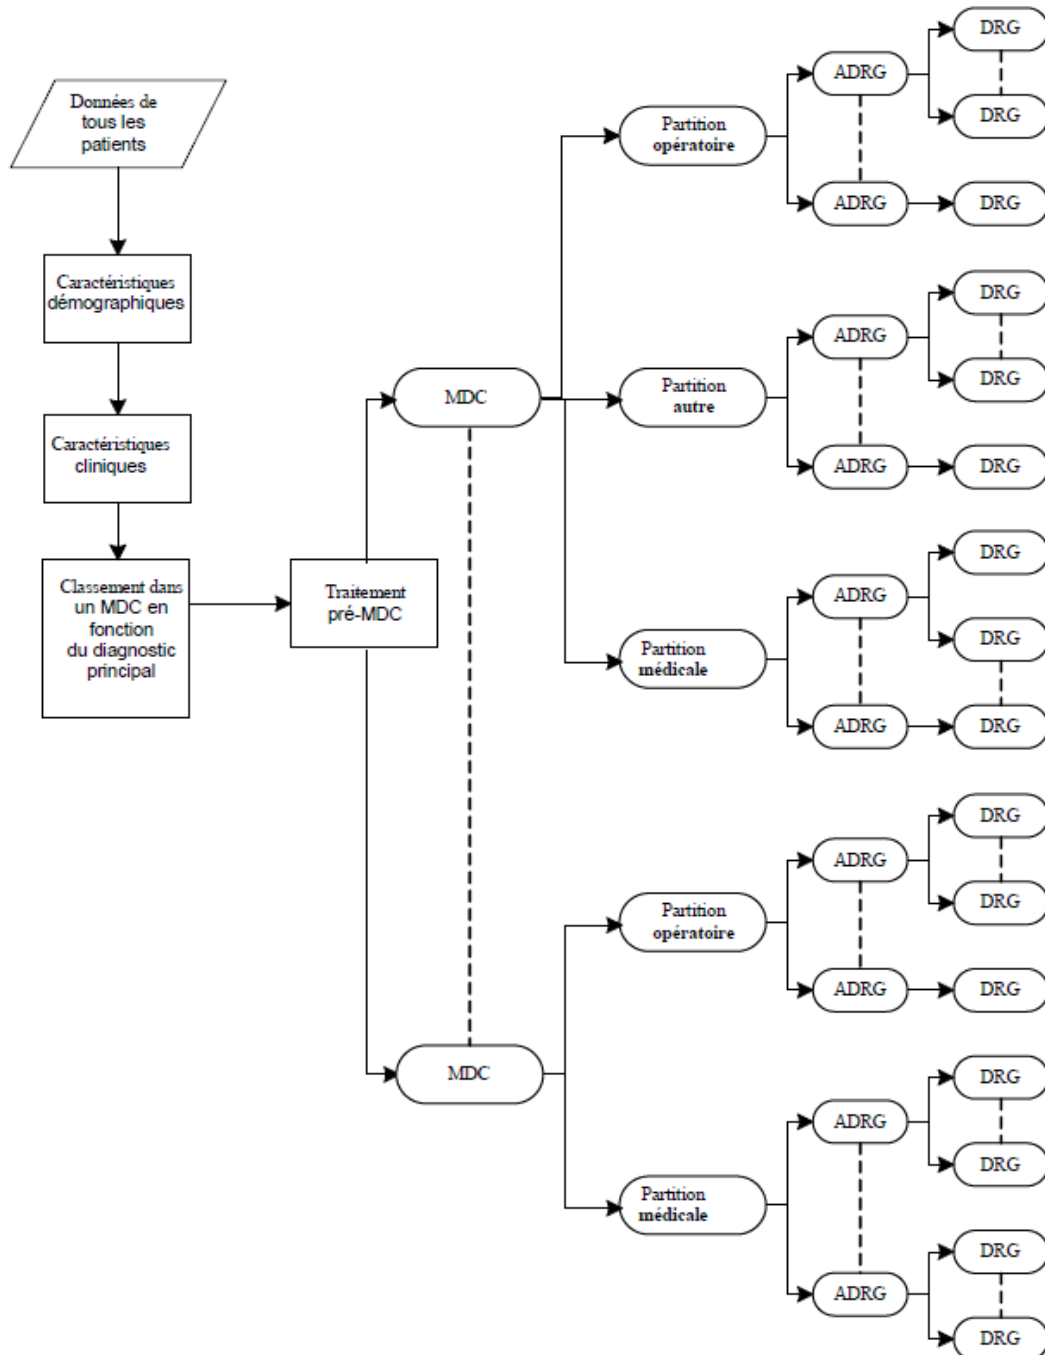 Données de
tous les
patients
Caractéristiques
démographiques
Caractéristiques
cliniques
Classement dans
un MDC en
fonction
du diagnostic
principal
Traitement
pré-MDC
MDC
MDC
Partition
opératoire
ADRG
DRG
DRG
ADRG
DRG
Partition
autre
ADRG
DRG
DRG
ADRG
DRG
Partition
médicale
ADRG
DRG
DRG
ADRG
DRG
Partition
opératoire
ADRG
DRG
DRG
ADRG
DRG
Partition
médicale
ADRG
DRG
DRG
ADRG
DRG
DRG